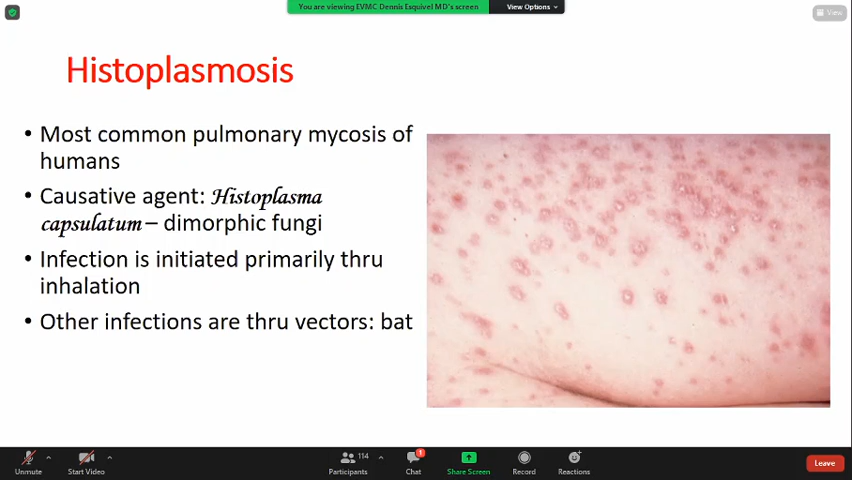 You are viewing EVMC Dennis Esquivel MD's screen
View Options
View
Histoplasmosis
• Most common pulmonary mycosis of
humans
• Causative agent: Histoplasma
capsulatum – dimorphic fungi
• Infection is initiated primarily thru
inhalation
• Other infections are thru vectors: bat
114
1
Unmute
Start Video
Participants
Chat
Share Screen
Record
Reactions
Leave